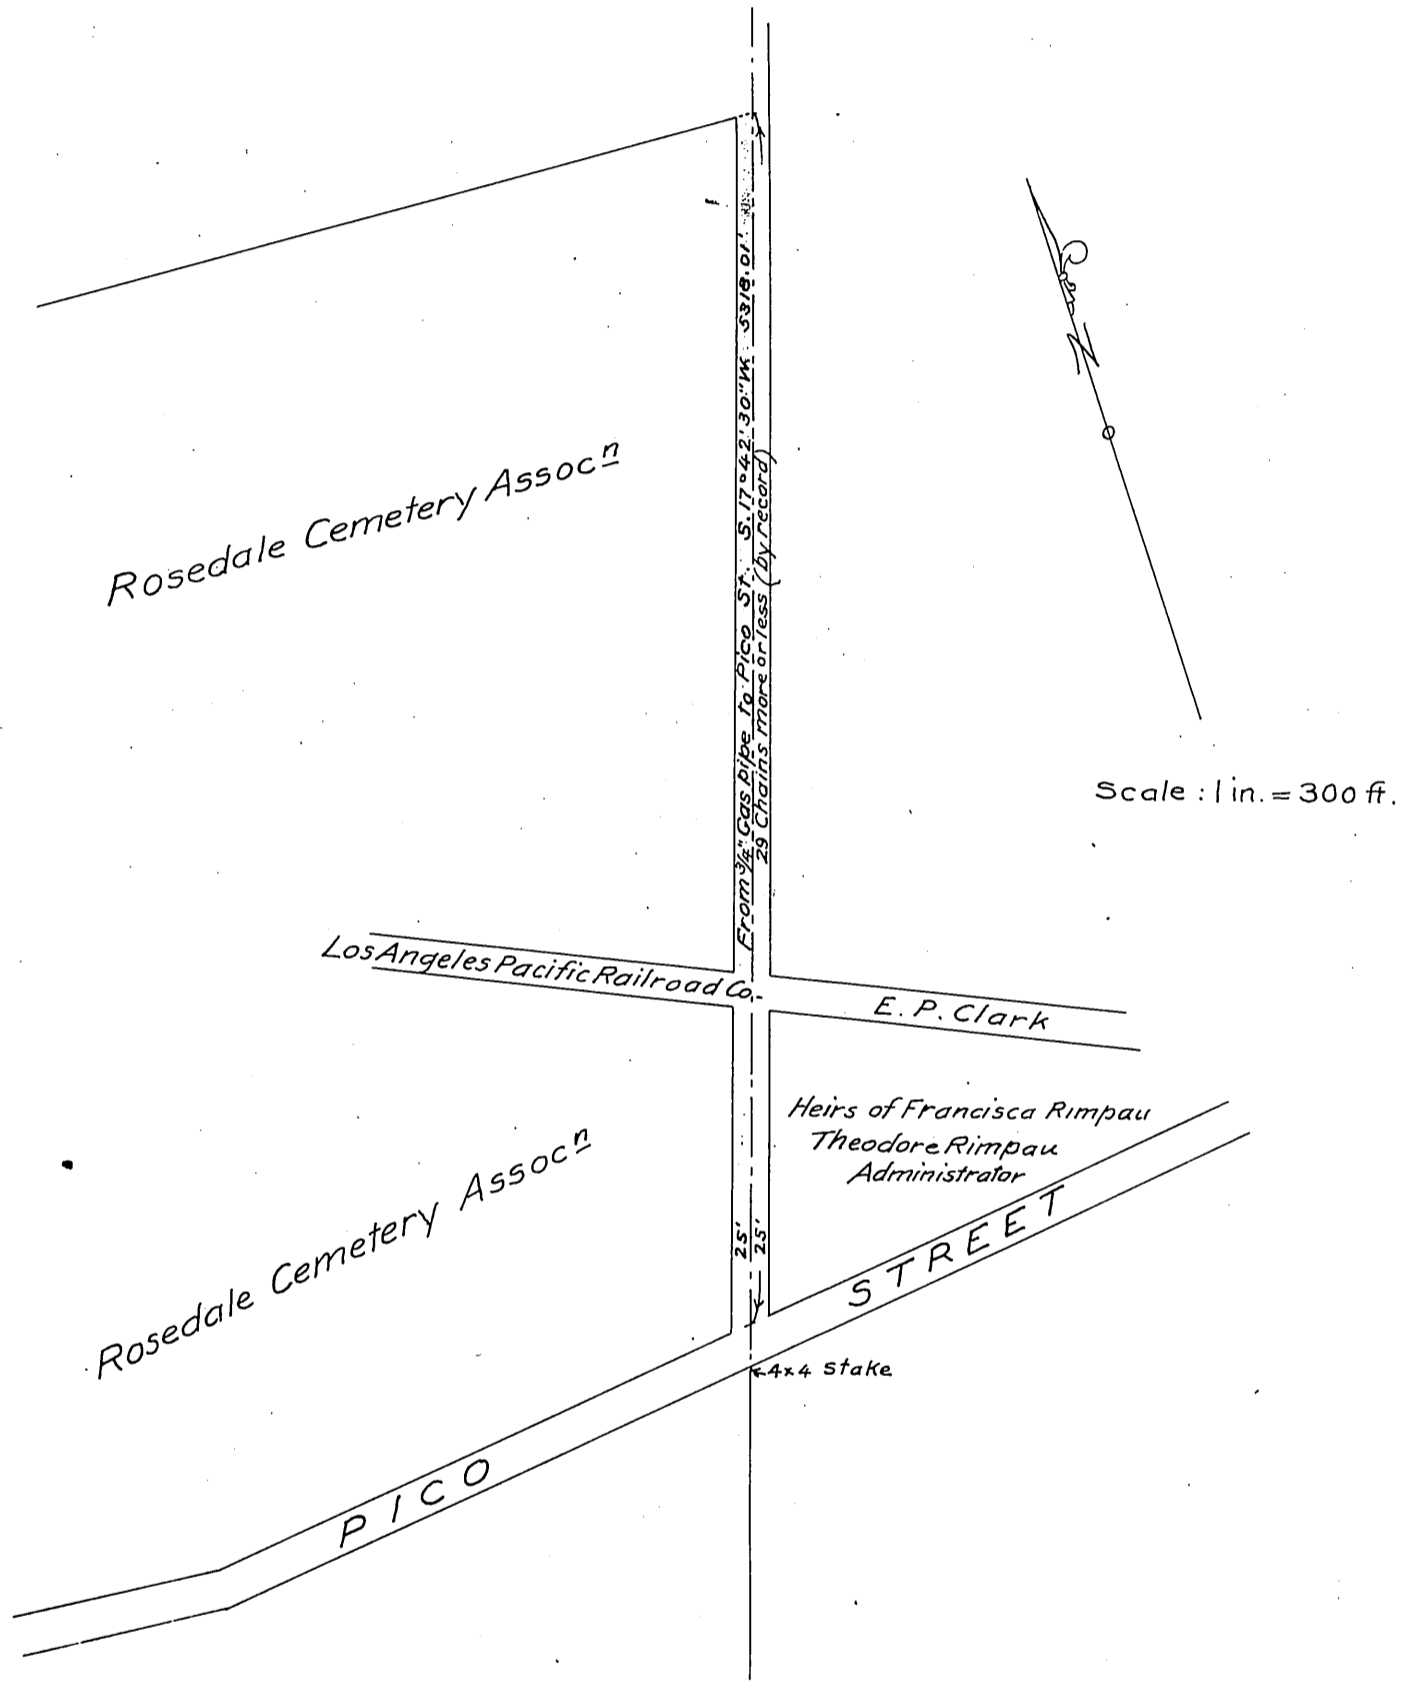 Rosedale Cemetery Assocn
From 3/4" Gas pipe to Pico St. S.17°42'30"W. 5318.01'
29 Chains more or less (by record)
N
Scale : 1 in. = 300 ft.
Los Angeles Pacific Railroad Co.
E. P. Clark
Heirs of Francisca Rimpau
Theodore Rimpau
Administrator
Rosedale Cemetery Assocn
25'
25'
4x4 stake
PICO STREET